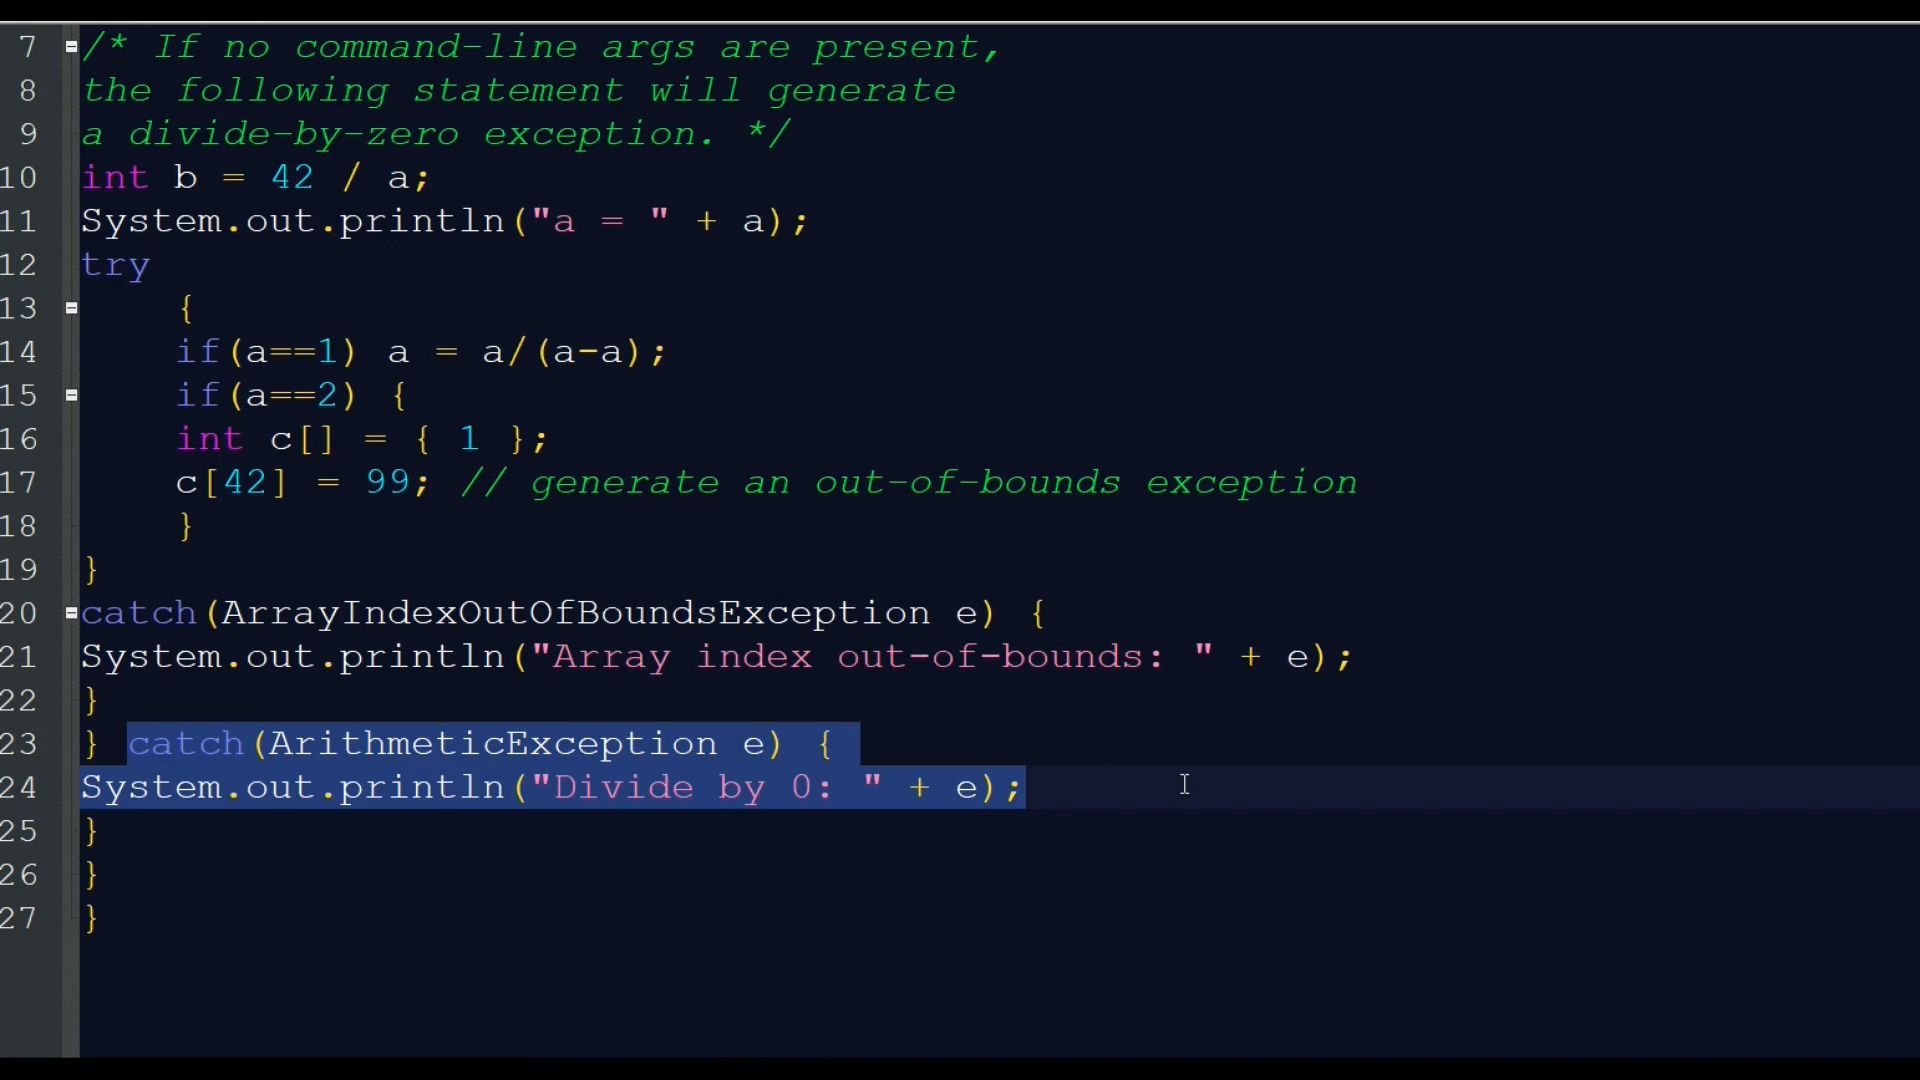 7 /* If no command-line args are present,
8 the following statement will generate
9 a divide-by-zero exception. */
10 int b = 42 / a;
11 System.out.println("a = " + a);
12 try
13 {
14 if(a==1) a = a/(a-a);
15 if(a==2) {
16 int c[] = { 1 };
17 c[42] = 99; // generate an out-of-bounds exception
18 }
19 }
20 catch(ArrayIndexOutOfBoundsException e) {
21 System.out.println("Array index out-of-bounds: " + e);
22 }
23 } catch(ArithmeticException e) {
24 System.out.println("Divide by 0: " + e);
25 }
26 }
27 }